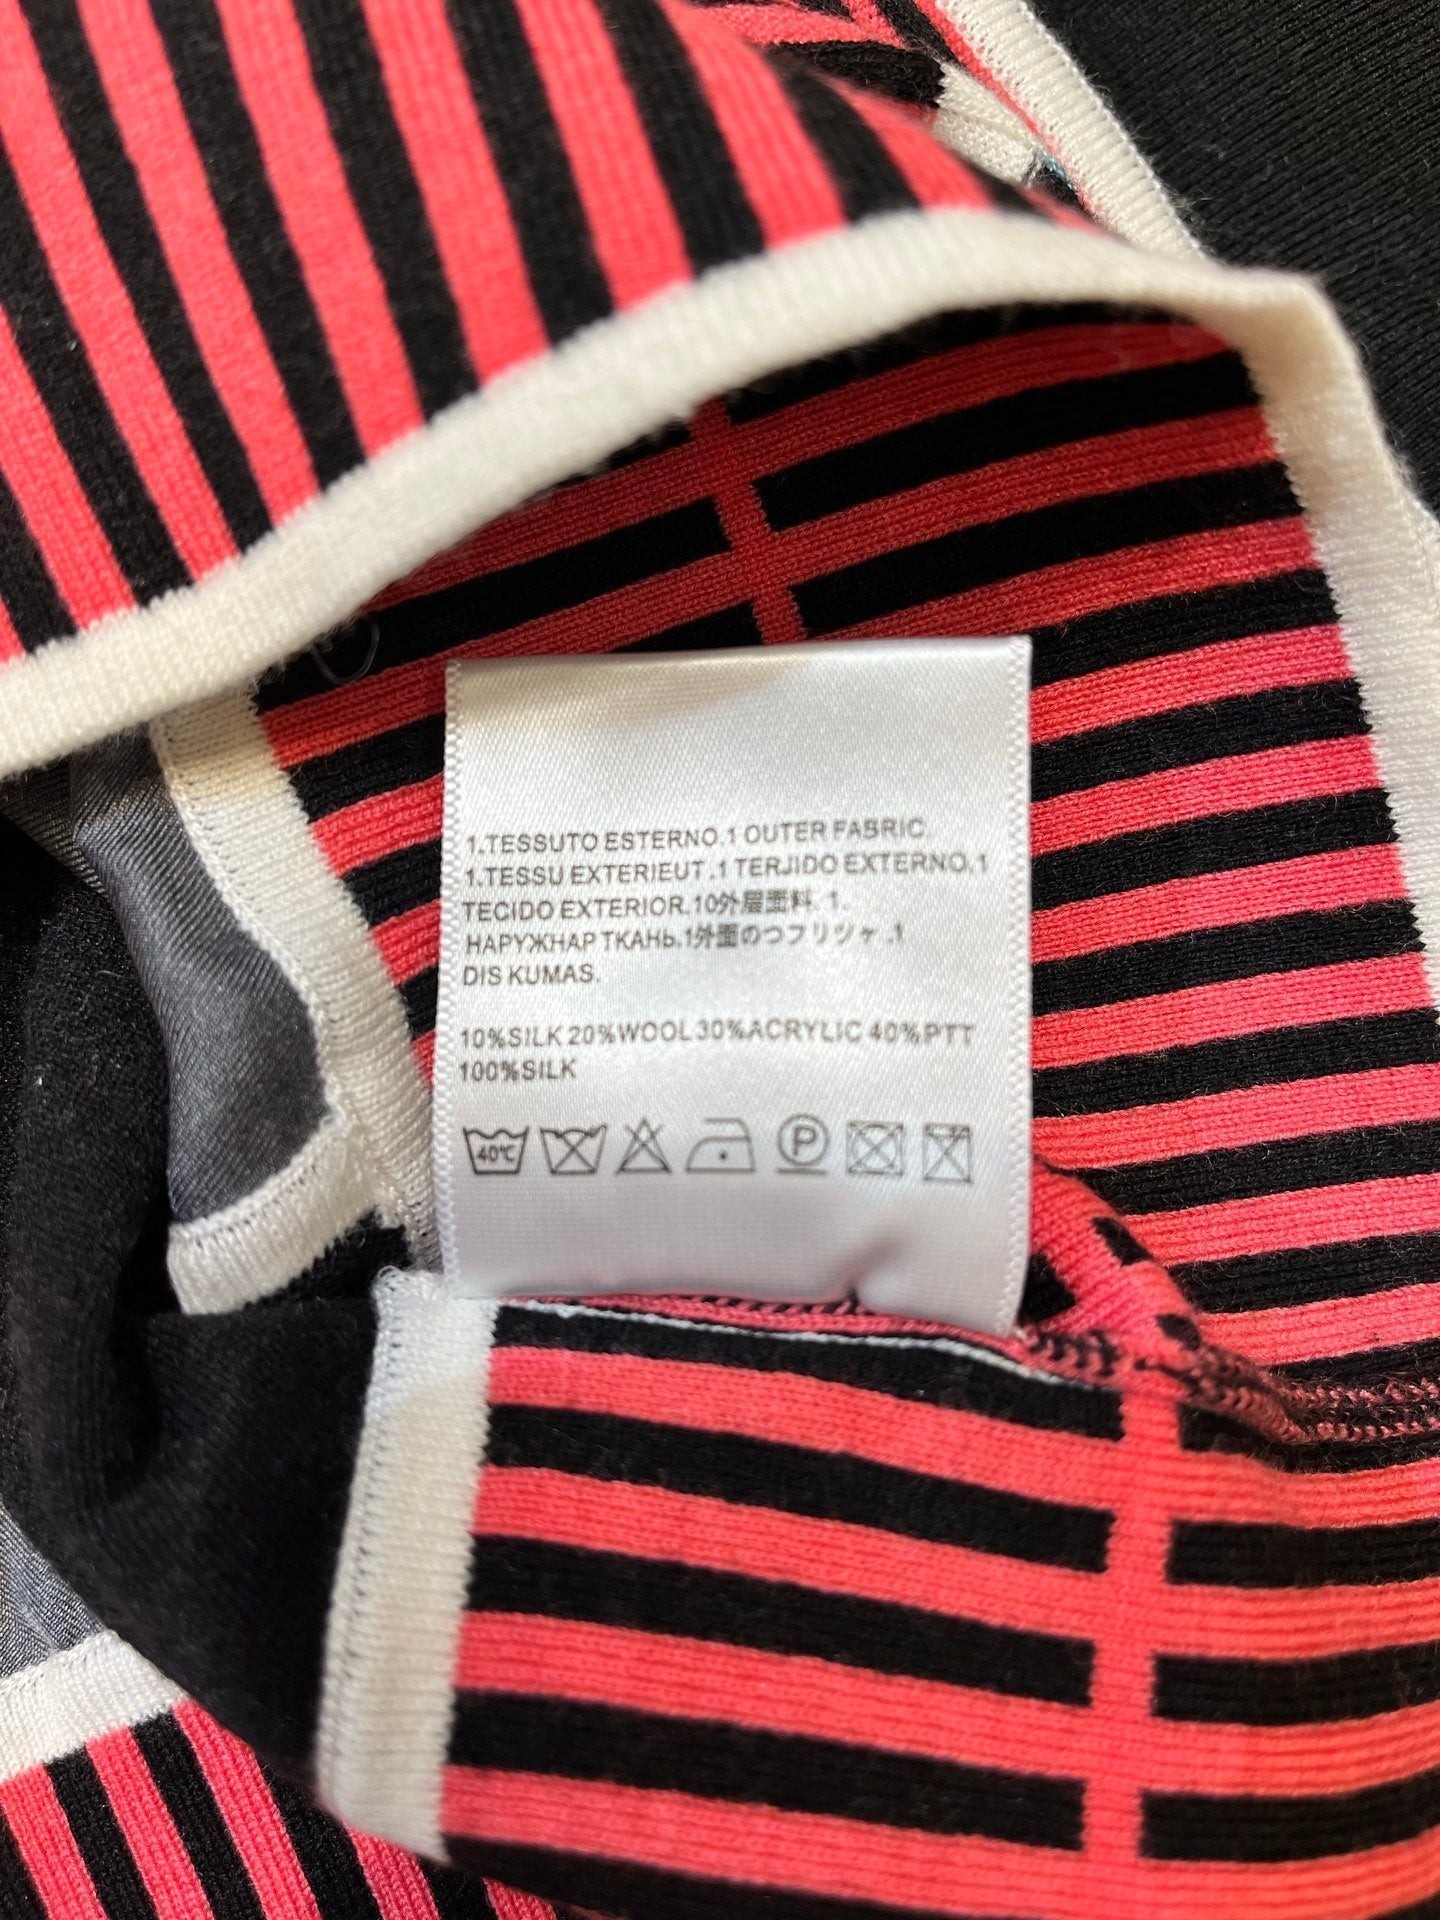 1.TESSUTO ESTERNO.1 OUTER FABRIC.
1.TESSU EXTERIEUT .1 TERJIDO EXTERNO.1
TECIDO EXTERIOR.10外层面料 1.
НАРУЖНАР ТКАНЬ.1外面のつフリツャ .1
DIS KUMAS.
10%SILK 20%WOOL 30%ACRYLIC 40%PTT
100%SILK
40℃ P